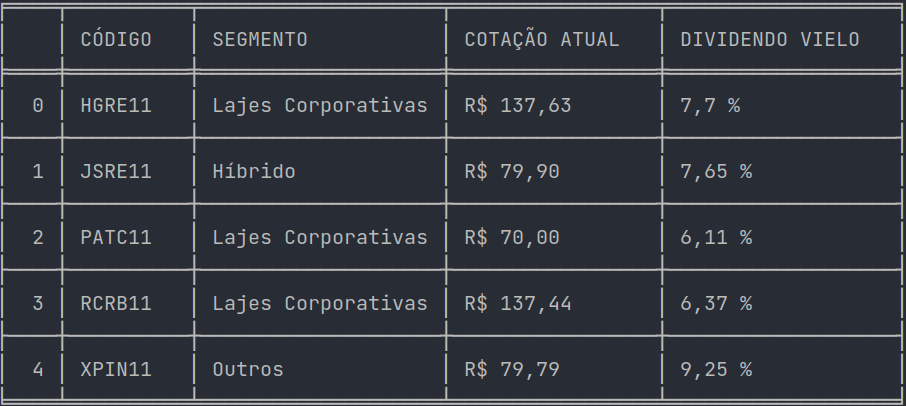 CÓDIGO SEGMENTO COTAÇÃO ATUAL DIVIDENDO VIELO
0 HGRE11 Lajes Corporativas R$ 137,63 7,7 %
1 JSRE11 Híbrido R$ 79,90 7,65 %
2 PATC11 Lajes Corporativas R$ 70,00 6,11 %
3 RCRB11 Lajes Corporativas R$ 137,44 6,37 %
4 XPIN11 Outros R$ 79,79 9,25 %